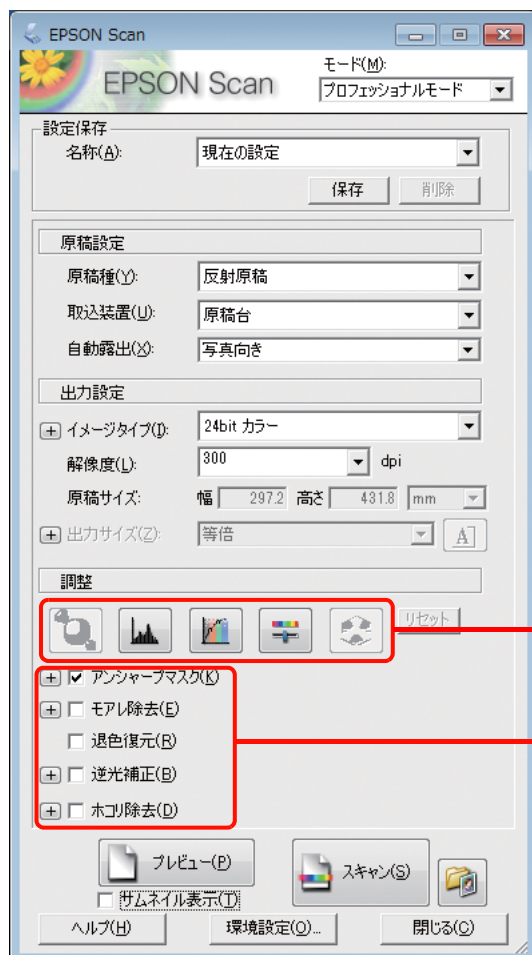 EPSON Scan
EPSON Scan
モード(M):
プロフェッショナルモード
設定保存
名称(A):
現在の設定
保存
削除
原稿設定
原稿種(Y):
反射原稿
取込装置(U):
原稿台
自動露出(X):
写真向き
出力設定
イメージタイプ(I):
24bit カラー
解像度(L):
300
dpi
原稿サイズ:
幅 297.2 高さ 431.8 mm
出力サイズ(Z):
等倍
A
調整
リセット
アンシャープマスク(K)
モアレ除去(E)
退色復元(R)
逆光補正(B)
ホコリ除去(D)
プレビュー(P)
スキャン(S)
サムネイル表示(T)
ヘルプ(H)
環境設定(O)...
閉じる(C)